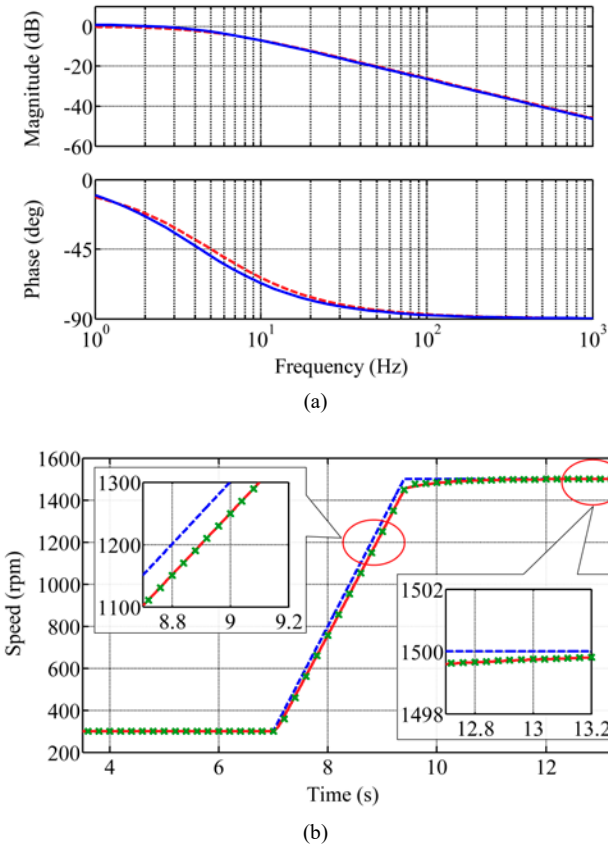 0
-20
-40
-60
Magnitude (dB)
0
-45
-90
Phase (deg)
10^0 10^1 10^2 10^3
Frequency (Hz)
(a)
1600
1400
1200
1000
800
600
400
200
Speed (rpm)
1300
1200
1100
8.8 9 9.2
1502
1500
1498
12.8 13 13.2
4 6 8 10 12
Time (s)
(b)